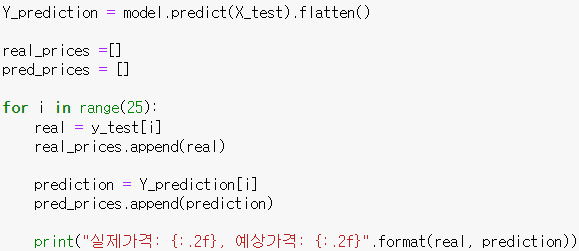 Y_prediction = model.predict(X_test).flatten()
real_prices =[]
pred_prices = []
for i in range(25):
real = y_test[i]
real_prices.append(real)
prediction = Y_prediction[i]
pred_prices.append(prediction)
print("실제가격: {:.2f}, 예상가격: {:.2f}".format(real, prediction))